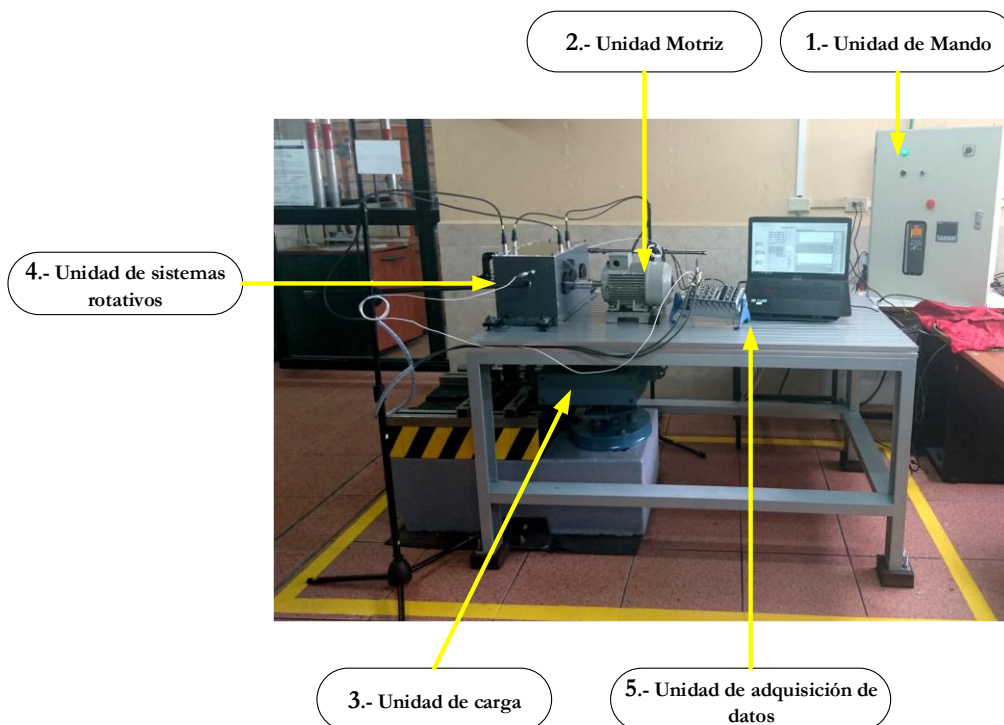 2.- Unidad Motriz
1.- Unidad de Mando
4.- Unidad de sistemas
rotativos
3.- Unidad de carga
5.- Unidad de adquisición de
datos